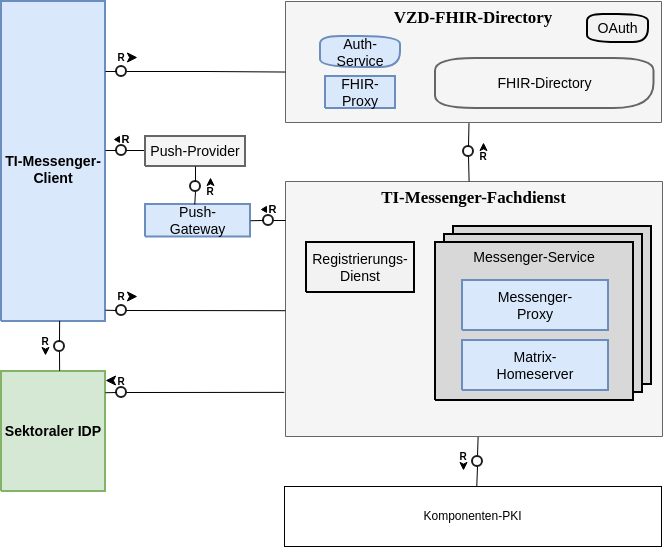 VZD-FHIR-Directory
OAuth
Auth-
Service
FHIR-
Proxy
FHIR-Directory
R
TI-Messenger-
Client
R
Push-Provider
R
R
Push-
Gateway
R
TI-Messenger-Fachdienst
Registrierungs-
Dienst
Messenger-Service
Messenger-
Proxy
Matrix-
Homeserver
R
R
R
Sektoraler IDP
R
Komponenten-PKI